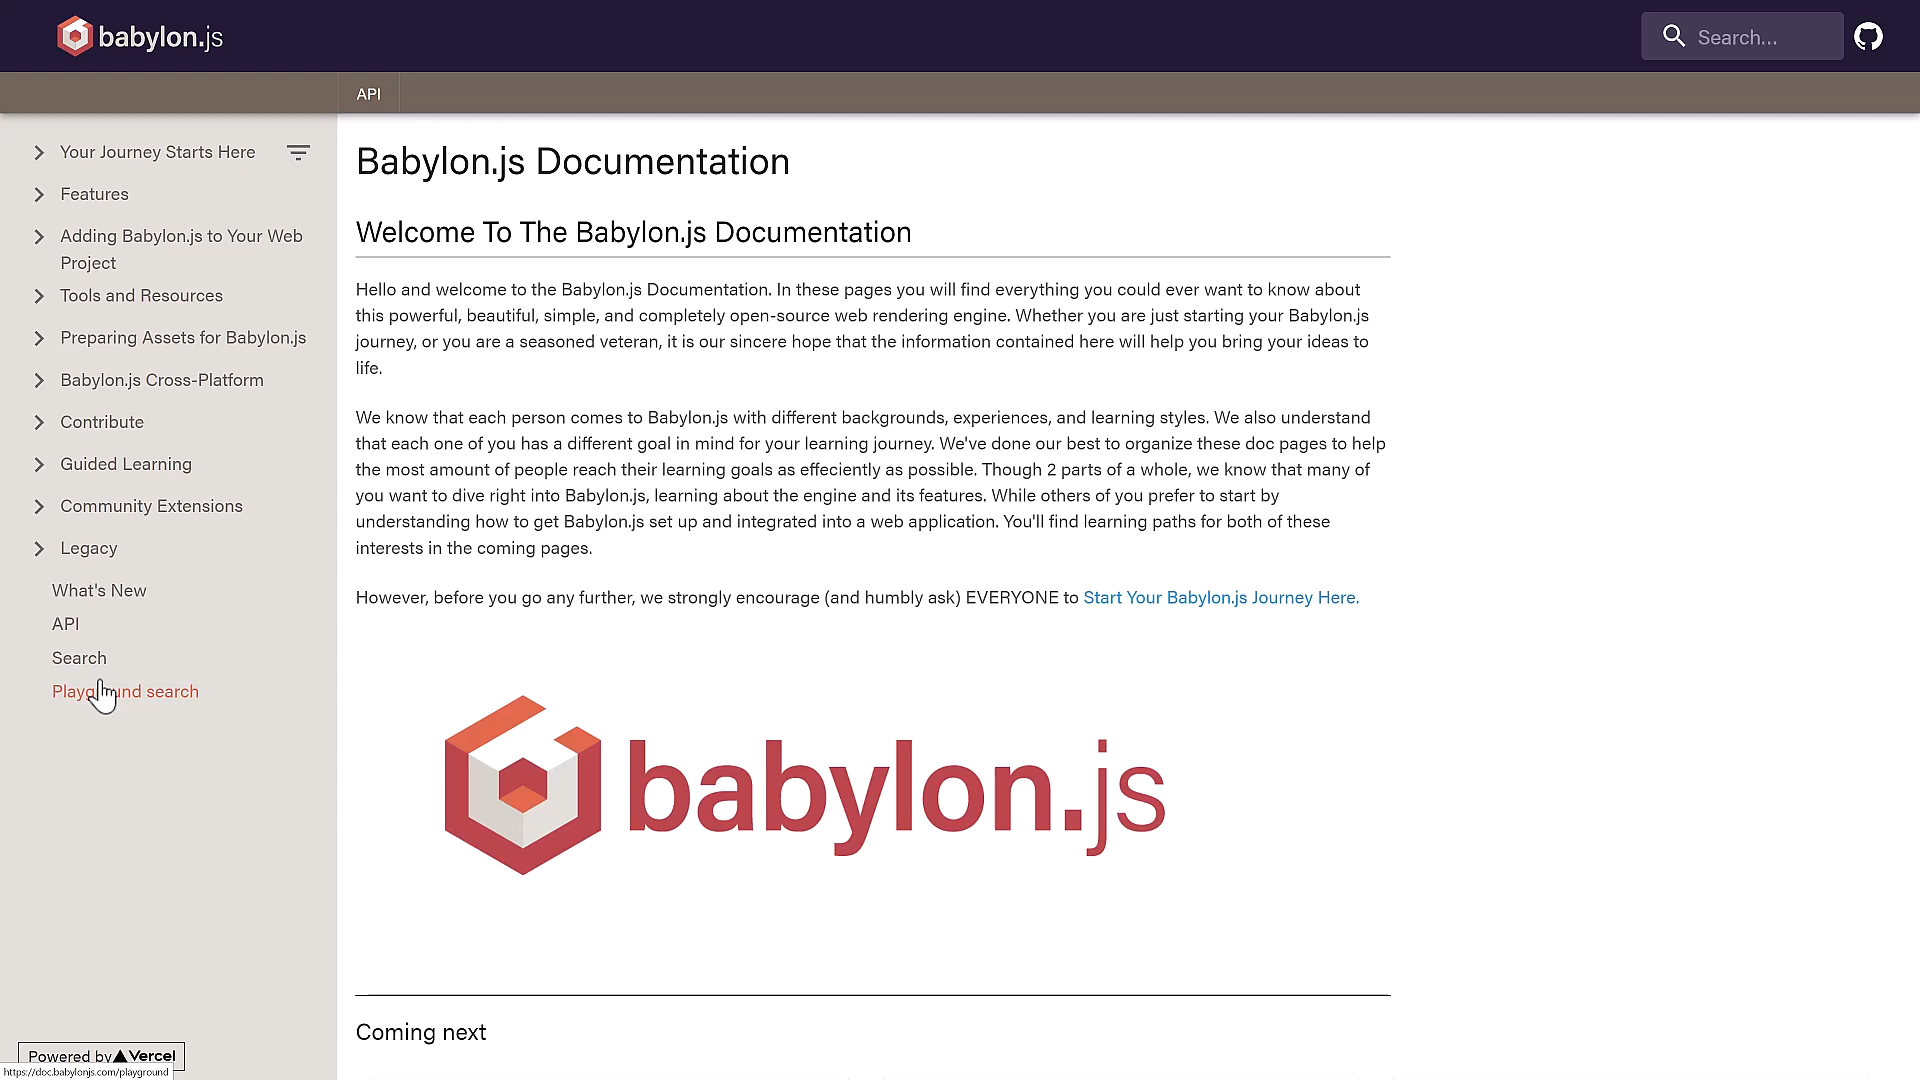 babylon.js
Search...
API
Your Journey Starts Here
Features
Adding Babylon.js to Your Web
Project
Tools and Resources
Preparing Assets for Babylon.js
Babylon.js Cross-Platform
Contribute
Guided Learning
Community Extensions
Legacy
What's New
API
Search
Playground search
Powered by Vercel
https://doc.babylonjs.com/playground
Babylon.js Documentation
Welcome To The Babylon.js Documentation
Hello and welcome to the Babylon.js Documentation. In these pages you will find everything you could ever want to know about
this powerful, beautiful, simple, and completely open-source web rendering engine. Whether you are just starting your Babylon.js
journey, or you are a seasoned veteran, it is our sincere hope that the information contained here will help you bring your ideas to
life.
We know that each person comes to Babylon.js with different backgrounds, experiences, and learning styles. We also understand
that each one of you has a different goal in mind for your learning journey. We've done our best to organize these doc pages to help
the most amount of people reach their learning goals as effeciently as possible. Though 2 parts of a whole, we know that many of
you want to dive right into Babylon.js, learning about the engine and its features. While others of you prefer to start by
understanding how to get Babylon.js set up and integrated into a web application. You'll find learning paths for both of these
interests in the coming pages.
However, before you go any further, we strongly encourage (and humbly ask) EVERYONE to Start Your Babylon.js Journey Here.
babylon.js
Coming next